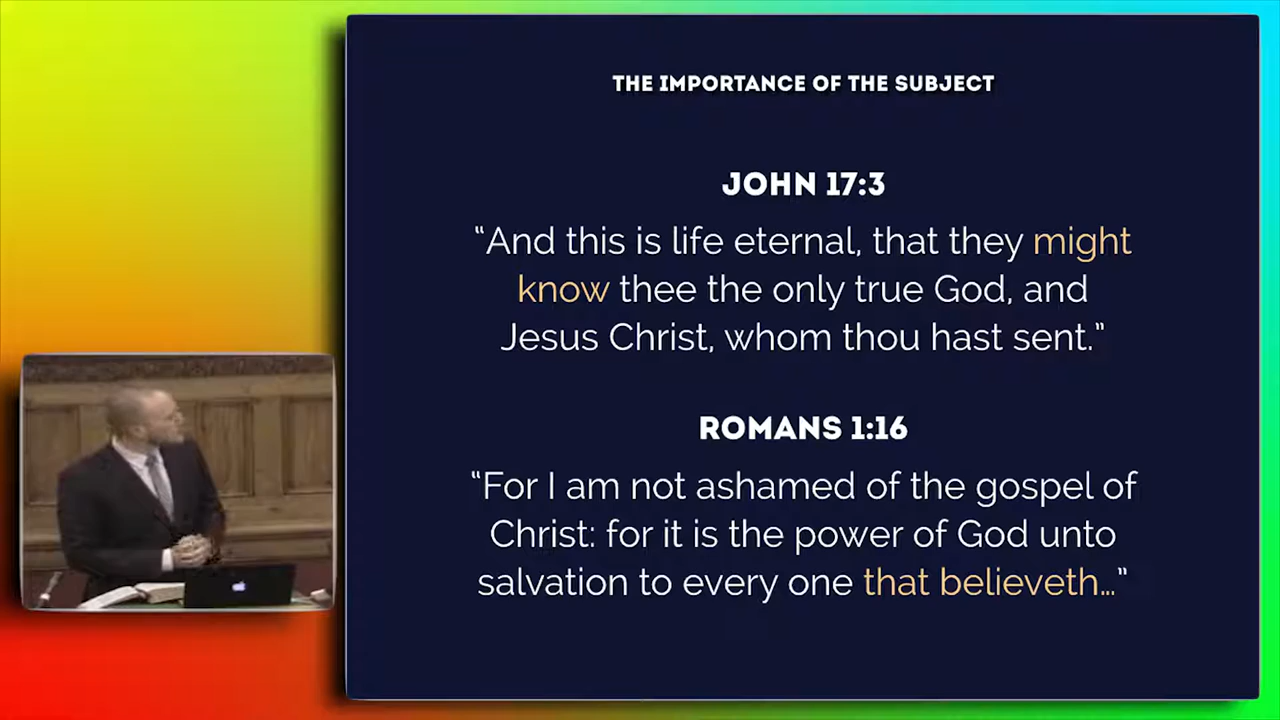 THE IMPORTANCE OF THE SUBJECT
JOHN 17:3
“And this is life eternal, that they might
know thee the only true God, and
Jesus Christ, whom thou hast sent.”
ROMANS 1:16
“For I am not ashamed of the gospel of
Christ: for it is the power of God unto
salvation to every one that believeth…”